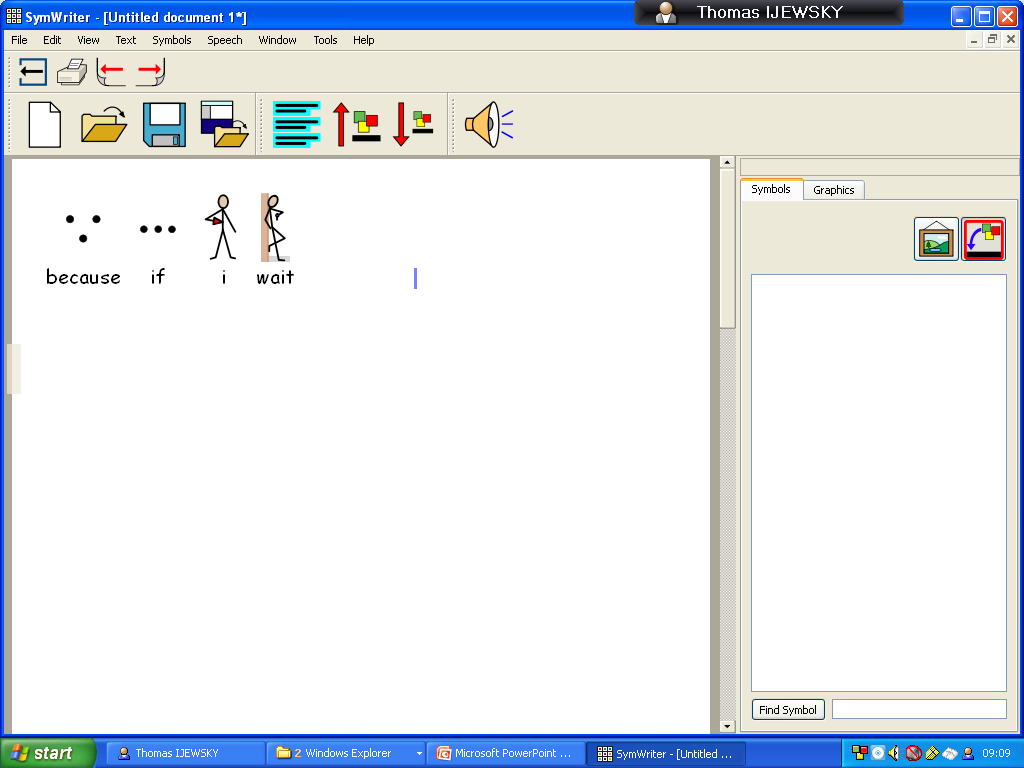 SymWriter - [Untitled document 1*]
Thomas IJEWSKY
File Edit View Text Symbols Speech Window Tools Help
Symbols Graphics
because if i wait
Find Symbol
start Thomas IJEWSKY 2 Windows Explorer Microsoft PowerPoint ... SymWriter - [Untitled ... 09:09